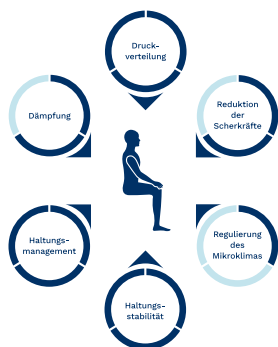 Druck-
verteilung
Dämpfung
Reduktion
der
Scherkräfte
Haltungs-
management
Regulierung
des
Mikroklimas
Haltungs-
stabilität